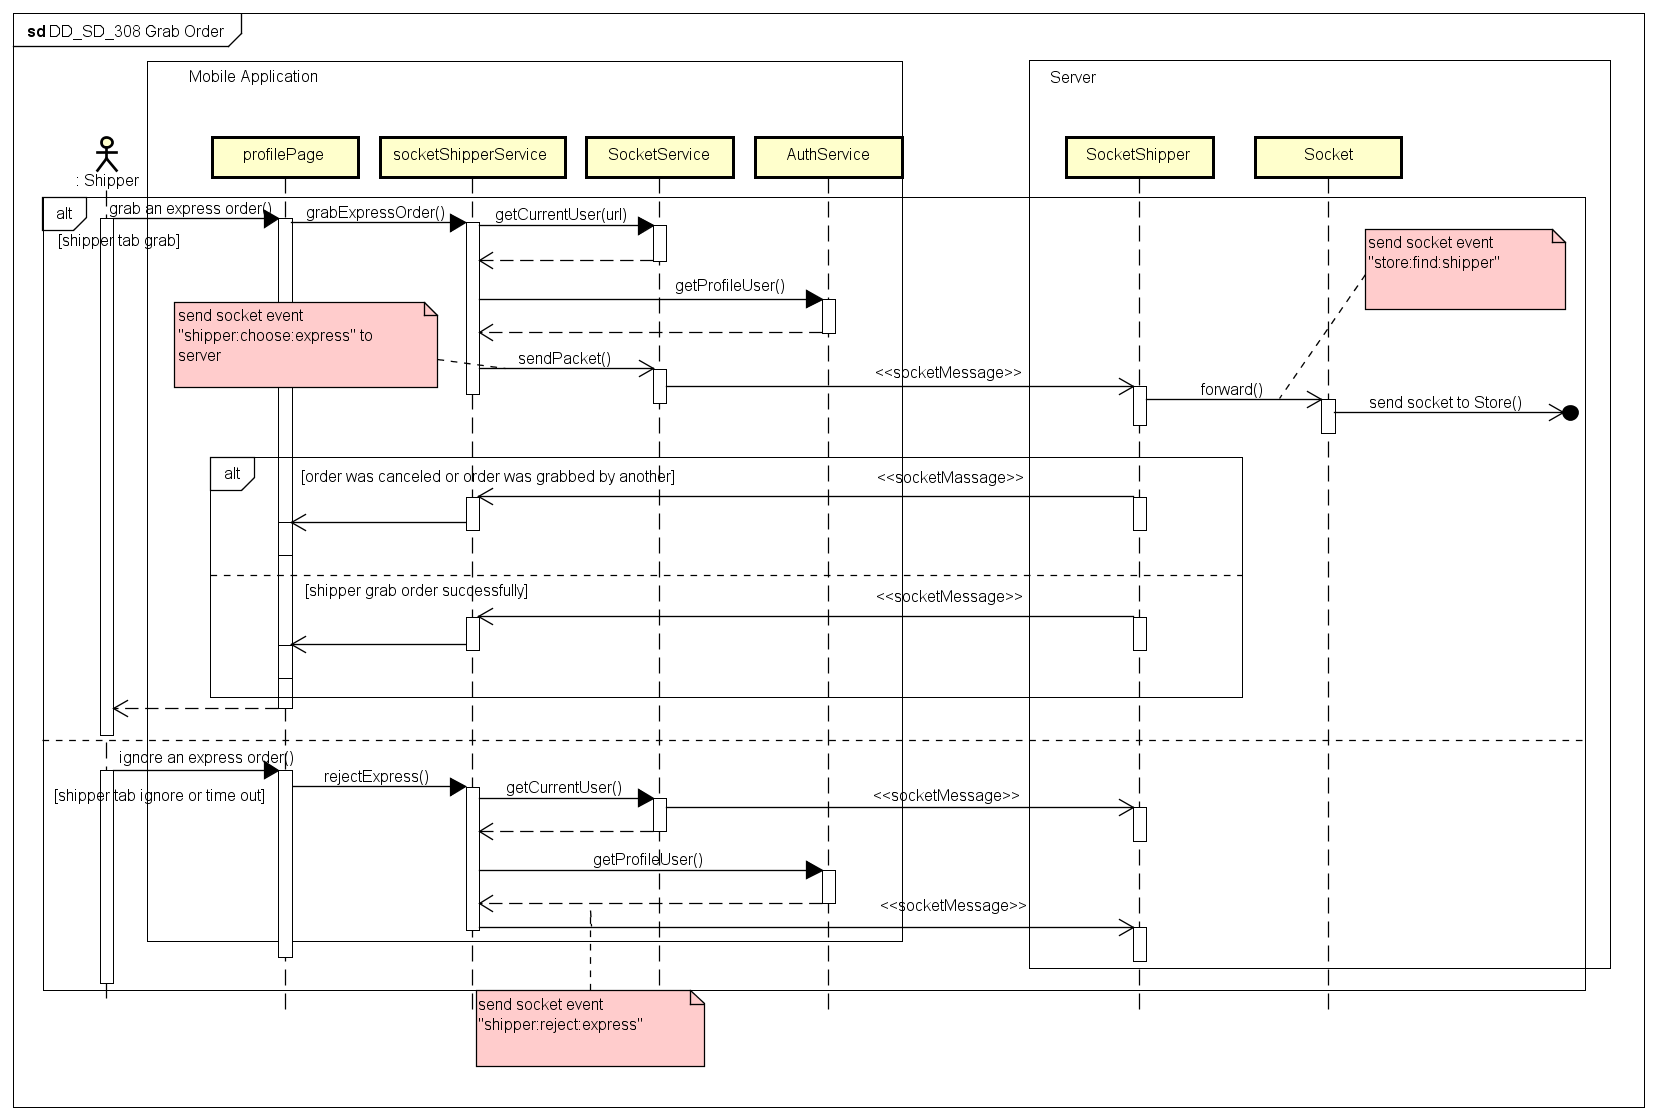 sd DD_SD_308 Grab Order
Mobile Application
Server
: Shipper
profilePage
socketShipperService
SocketService
AuthService
SocketShipper
Socket
alt
grab an express order()
grabExpressOrder()
getCurrentUser(url)
[shipper tab grab]
send socket event
"store:find:shipper"
getProfileUser()
send socket event
"shipper:choose:express" to
server
sendPacket()
<<socketMessage>>
forward()
send socket to Store()
alt
[order was canceled or order was grabbed by another]
<<socketMassage>>
[shipper grab order successfully]
<<socketMessage>>
ignore an express order()
rejectExpress()
[shipper tab ignore or time out]
getCurrentUser()
<<socketMessage>>
getProfileUser()
<<socketMessage>>
send socket event
"shipper:reject:express"